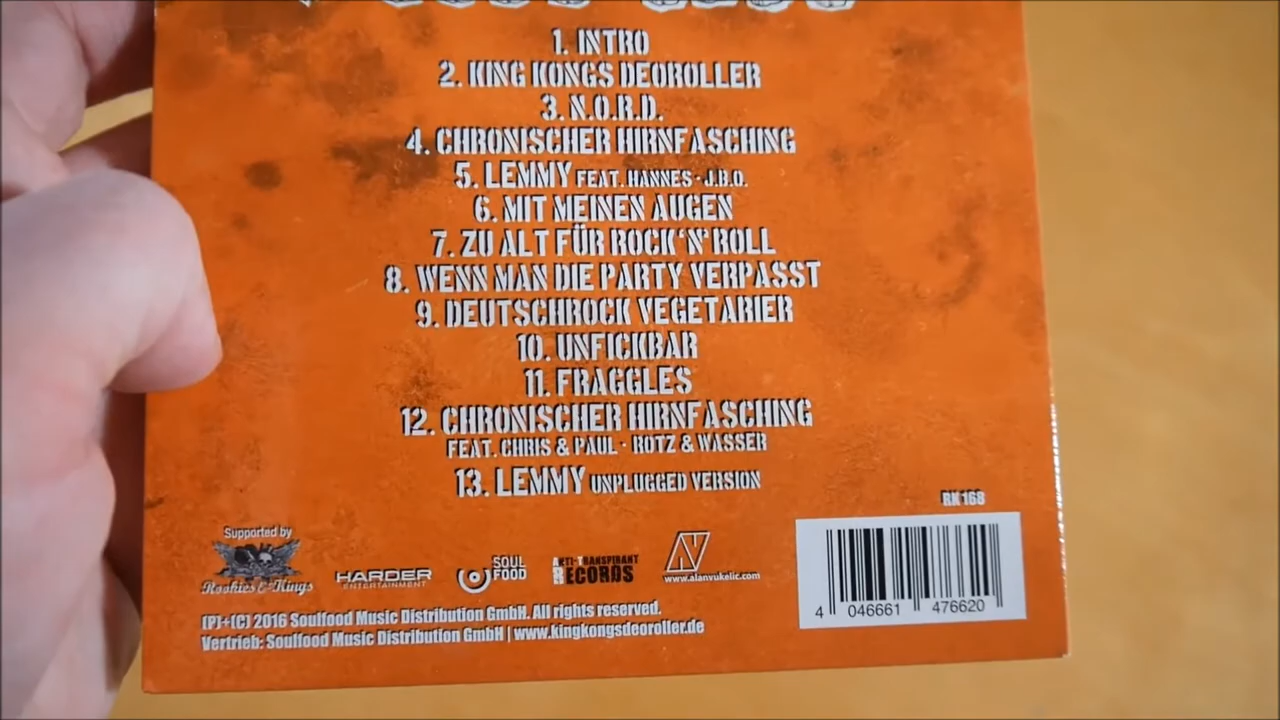 1. INTRO
2. KING KONGS DEOROLLER
3. N.O.R.D.
4. CHRONISCHER HIRNFASCHING
5. LEMMY FEAT. HANNES - J.B.O.
6. MIT MEINEN AUGEN
7. ZU ALT FÜR ROCK'N'ROLL
8. WENN MAN DIE PARTY VERPASST
9. DEUTSCHROCK VEGETARIER
10. UNFICKBAR
11. FRAGGLES
12. CHRONISCHER HIRNFASCHING
FEAT. CHRIS & PAUL - ROTZ & WASSER
13. LEMMY UNPLUGGED VERSION
RK 168
Supported by
Rookies & Kings
HARDER
ENTERTAINMENT
SOUL
FOOD
ANTI-TRANSPIRANT
RECORDS
AV
www.alanvukelic.com
4 046661 476620
(P)+(C) 2016 Soulfood Music Distribution GmbH. All rights reserved.
Vertrieb: Soulfood Music Distribution GmbH | www.kingkongsdeoroller.de